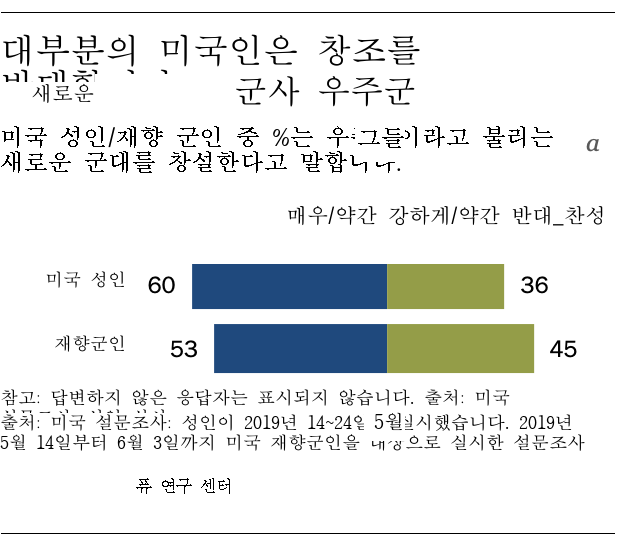 대부분의 미국인은 창조를
새로운 군사 우주군
미국 성인/재향 군인 중 %는 우 그들이라고 불리는 a
새로운 군대를 창설한다고 말합니다.
매우/약간 강하게/약간 반대_찬성
미국 성인 60 36
재향군인 53 45
참고: 답변하지 않은 응답자는 표시되지 않습니다. 출처: 미국
출처: 미국 설문조사: 성인이 2019년 14~24일 5월실시했습니다. 2019년
5월 14일부터 6월 3일까지 미국 재향군인을 대상으로 실시한 설문조사
퓨 연구 센터